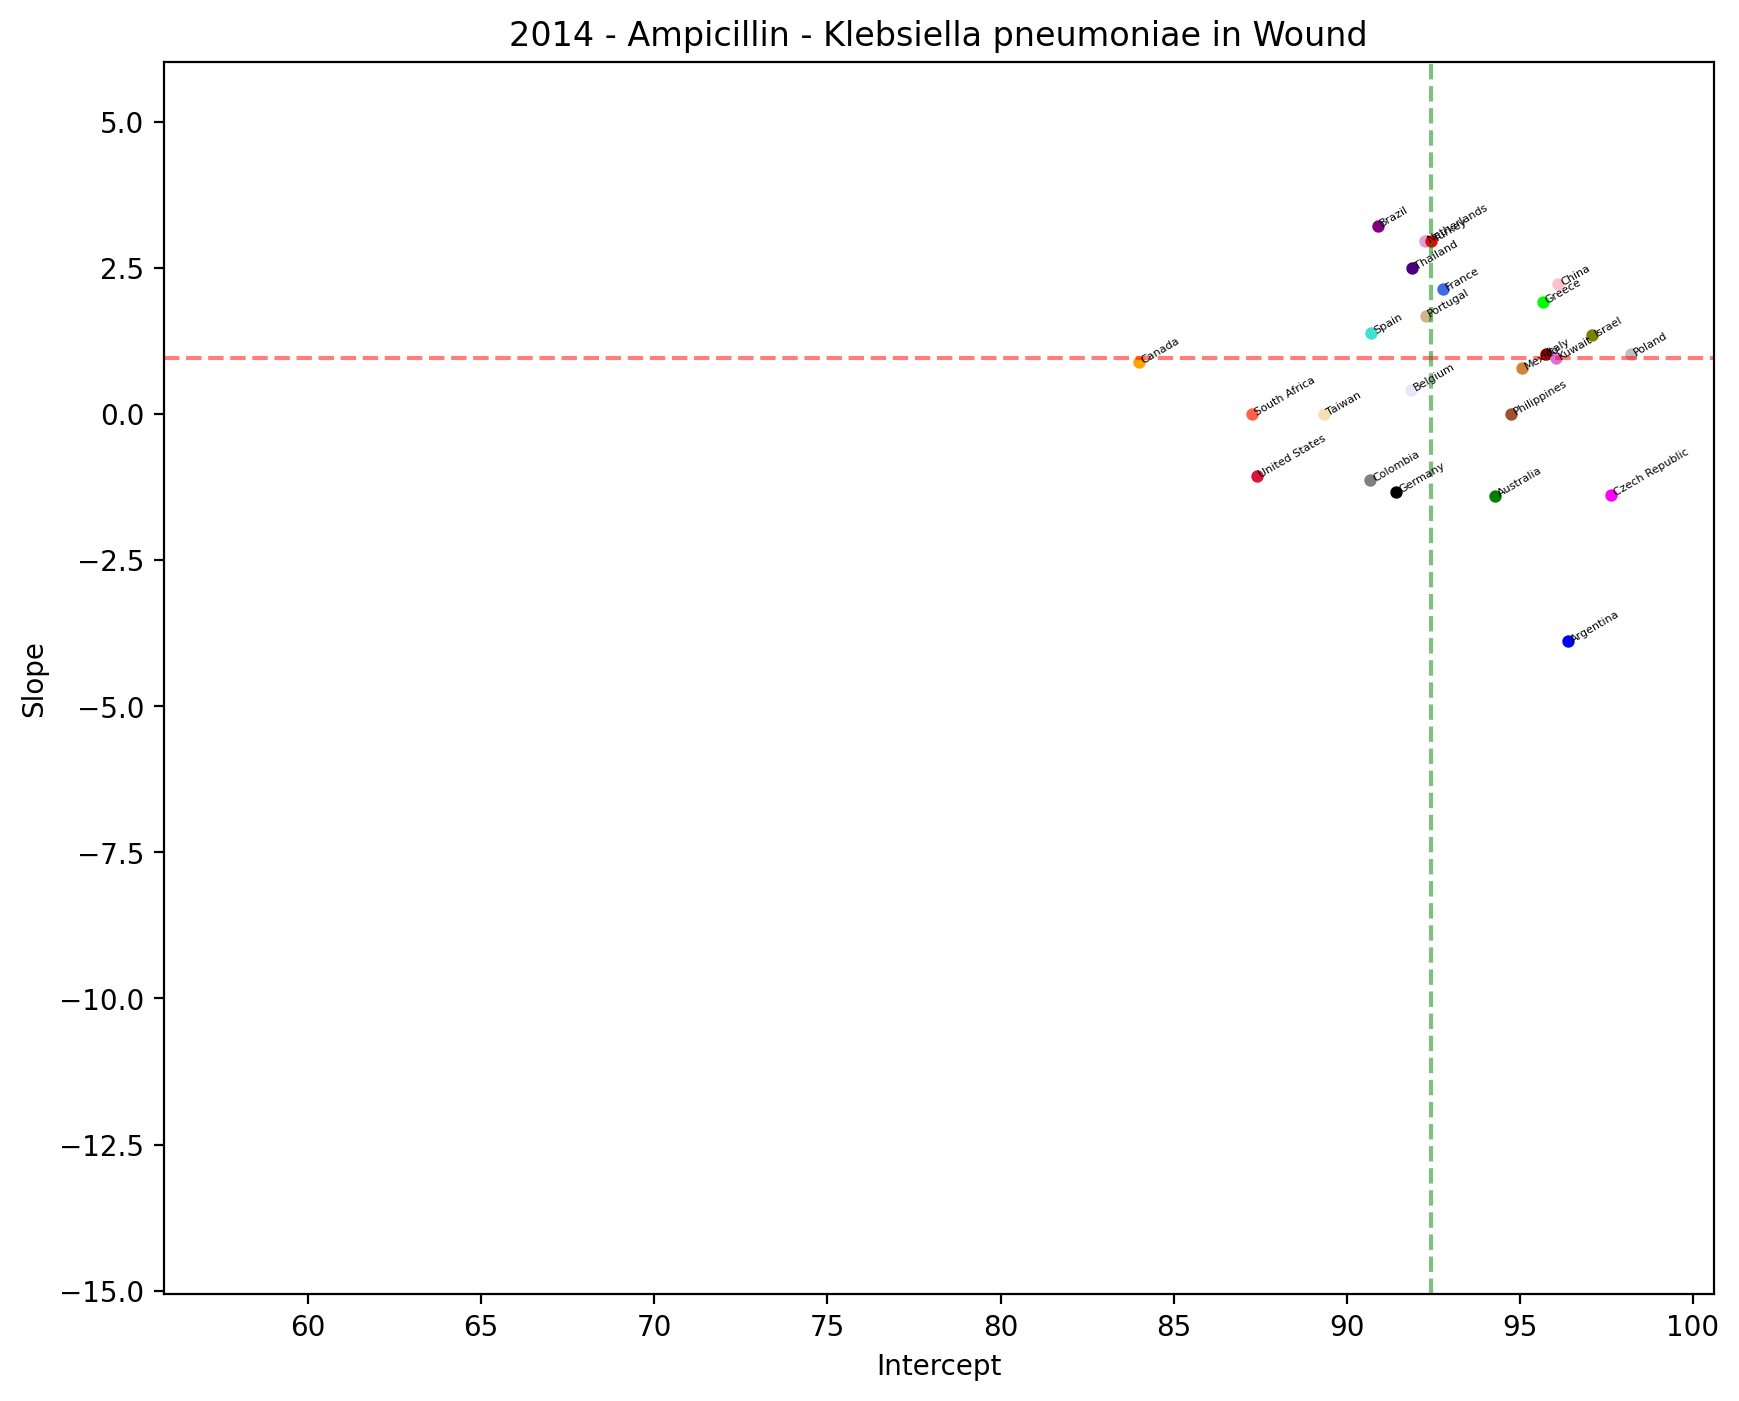 2014 - Ampicillin - Klebsiella pneumoniae in Wound
5.0
2.5
0.0
−2.5
−5.0
−7.5
−10.0
−12.5
−15.0
Slope
Brazil
Netherlands
Turkey
Thailand
France
China
Greece
Portugal
Spain
Israel
Canada
Mexico
Italy
Kuwait
Poland
Belgium
South Africa
Taiwan
Philippines
United States
Colombia
Germany
Australia
Czech Republic
Argentina
60
65
70
75
80
85
90
95
100
Intercept